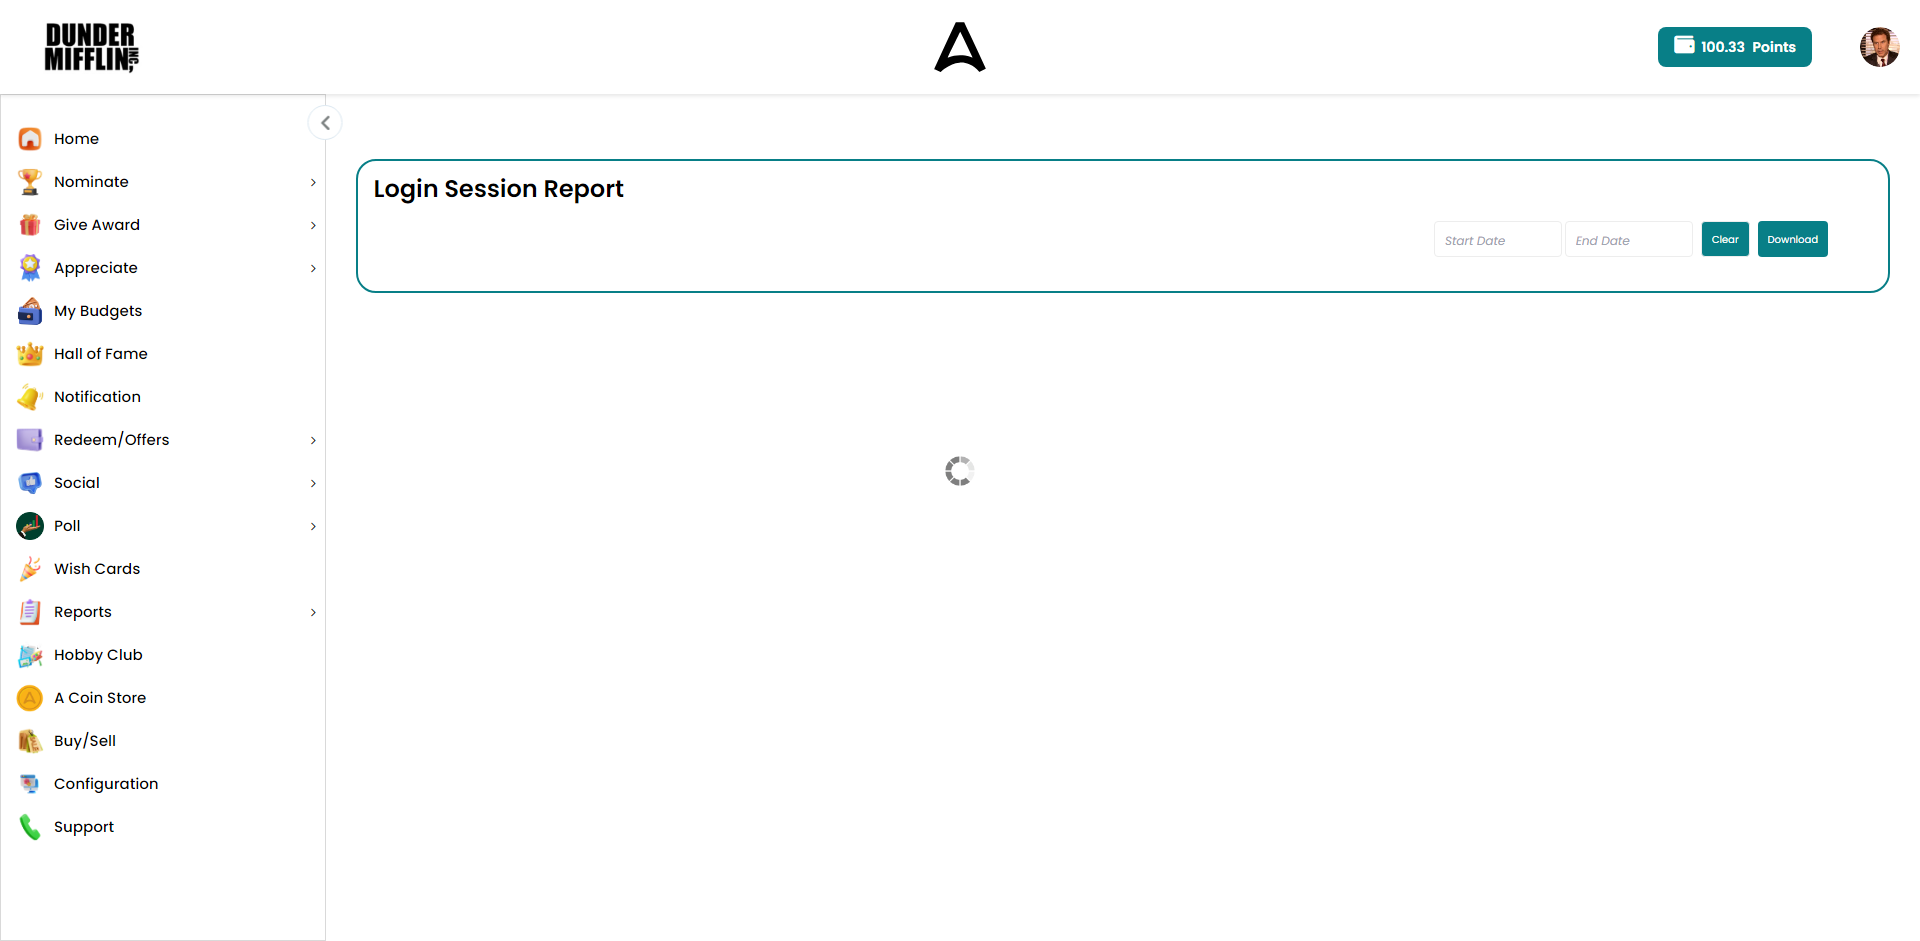 DUNDER
MIFFLIN, INC
100.33 Points
Home
Nominate
Give Award
Appreciate
My Budgets
Hall of Fame
Notification
Redeem/Offers
Social
Poll
Wish Cards
Reports
Hobby Club
A Coin Store
Buy/Sell
Configuration
Support
Login Session Report
Start Date
End Date
Clear
Download